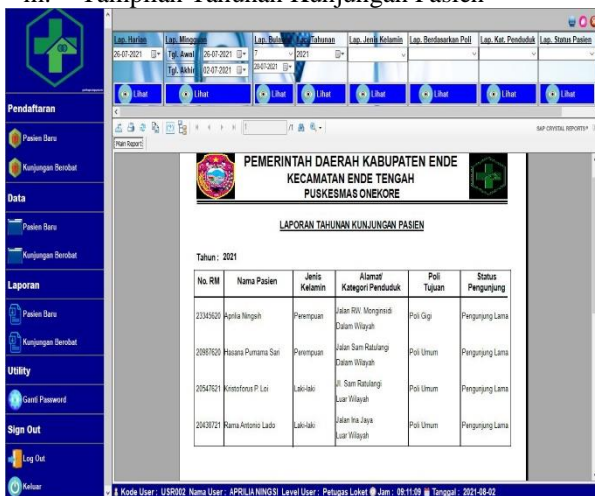 m. Tampilan Tahunan Kunjungan Pasien
Lap. Harian Lap. Mingguan Lap. Bulanan Lap. Tahunan Lap. Jenis Kelamin Lap. Berdasarkan Poli Lap. Kat. Penduduk Lap. Status Pasien
26-07-2021 Tgl. Awal 26-07-2021 7 2021
Tgl. Akhir 02-07-2021 28-07-2021
Lihat Lihat Lihat Lihat Lihat Lihat Lihat Lihat
Pendaftaran
Pasien Baru
Kunjungan Berobat
Data
Pasien Baru
Kunjungan Berobat
Laporan
Pasien Baru
Kunjungan Berobat
Utility
Ganti Password
Sign Out
Log Out
Keluar
1 /1 SAP CRYSTAL REPORTS®
Main Report
PEMERINTAH DAERAH KABUPATEN ENDE
KECAMATAN ENDE TENGAH
PUSKESMAS ONEKORE
LAPORAN TAHUNAN KUNJUNGAN PASIEN
Tahun : 2021
No. RM Nama Pasien Jenis Kelamin Alamat/ Kategori Penduduk Poli Tujuan Status Pengunjung
23345620 Aprilia Ningsih Perempuan Jalan RW. Monginsidi Dalam Wilayah Poli Gigi Pengunjung Lama
20987620 Hasana Purnama Sari Perempuan Jalan Sam Ratulangi Dalam Wilayah Poli Umum Pengunjung Lama
20547621 Kristoforus P. Loi Laki-laki Jl. Sam Ratulangi Luar Wilayah Poli Umum Pengunjung Lama
20438721 Rama Antonio Lado Laki-laki Jalan Ina Jaya Luar Wilayah Poli Umum Pengunjung Lama
Kode User : USR002 Nama User : APRILIA NINGSI Level User : Petugas Loket Jam : 09:11:09 Tanggal : 2021-08-02